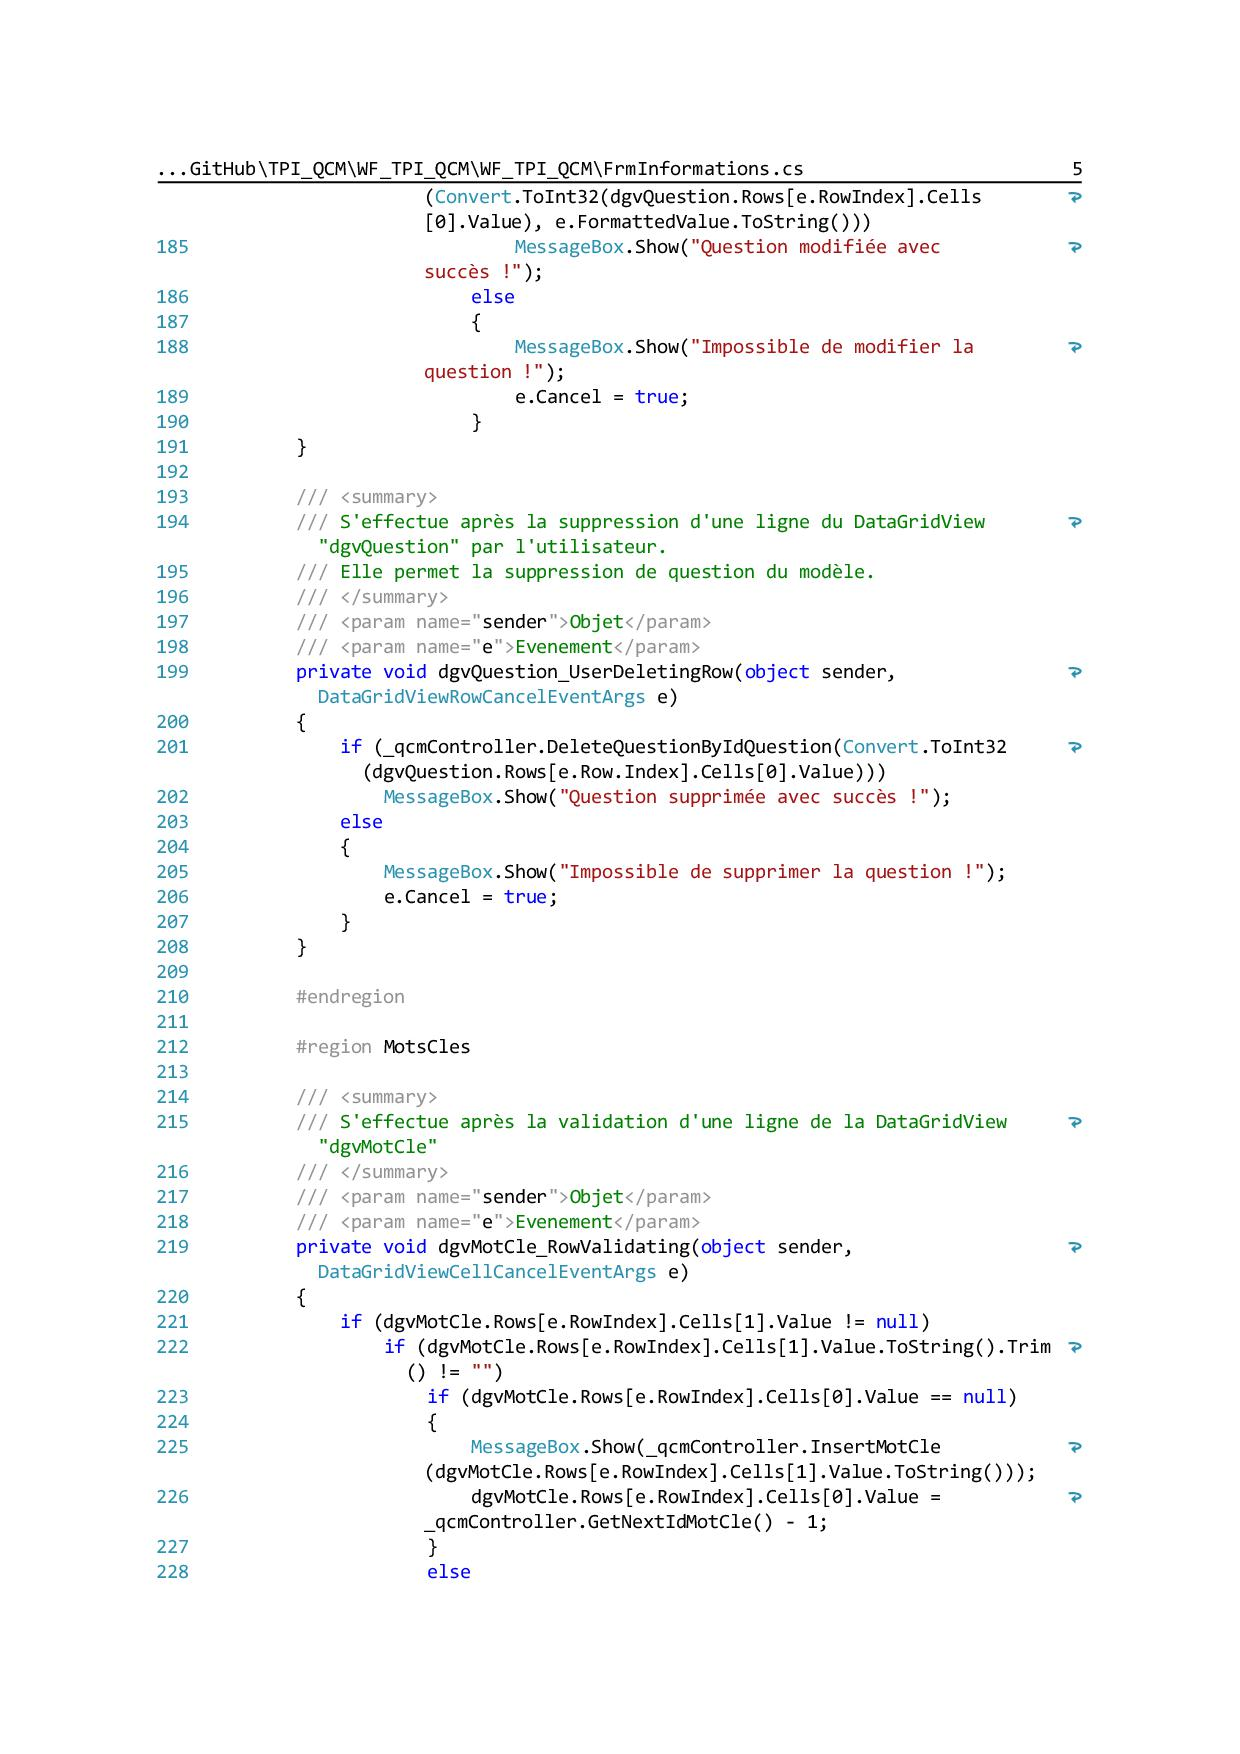 ...GitHub\TPI_QCM\WF_TPI_QCM\WF_TPI_QCM\FrmInformations.cs 5
(Convert.ToInt32(dgvQuestion.Rows[e.RowIndex].Cells
[0].Value), e.FormattedValue.ToString()))
185 MessageBox.Show("Question modifiée avec
succès !");
186 else
187 {
188 MessageBox.Show("Impossible de modifier la
question !");
189 e.Cancel = true;
190 }
191 }
192
193 /// <summary>
194 /// S'effectue après la suppression d'une ligne du DataGridView
"dgvQuestion" par l'utilisateur.
195 /// Elle permet la suppression de question du modèle.
196 /// </summary>
197 /// <param name="sender">Objet</param>
198 /// <param name="e">Evenement</param>
199 private void dgvQuestion_UserDeletingRow(object sender,
DataGridViewRowCancelEventArgs e)
200 {
201 if (_qcmController.DeleteQuestionByIdQuestion(Convert.ToInt32
(dgvQuestion.Rows[e.Row.Index].Cells[0].Value)))
202 MessageBox.Show("Question supprimée avec succès !");
203 else
204 {
205 MessageBox.Show("Impossible de supprimer la question !");
206 e.Cancel = true;
207 }
208 }
209
210 #endregion
211
212 #region MotsCles
213
214 /// <summary>
215 /// S'effectue après la validation d'une ligne de la DataGridView
"dgvMotCle"
216 /// </summary>
217 /// <param name="sender">Objet</param>
218 /// <param name="e">Evenement</param>
219 private void dgvMotCle_RowValidating(object sender,
DataGridViewCellCancelEventArgs e)
220 {
221 if (dgvMotCle.Rows[e.RowIndex].Cells[1].Value != null)
222 if (dgvMotCle.Rows[e.RowIndex].Cells[1].Value.ToString().Trim
() != "")
223 if (dgvMotCle.Rows[e.RowIndex].Cells[0].Value == null)
224 {
225 MessageBox.Show(_qcmController.InsertMotCle
(dgvMotCle.Rows[e.RowIndex].Cells[1].Value.ToString()));
226 dgvMotCle.Rows[e.RowIndex].Cells[0].Value =
_qcmController.GetNextIdMotCle() - 1;
227 }
228 else